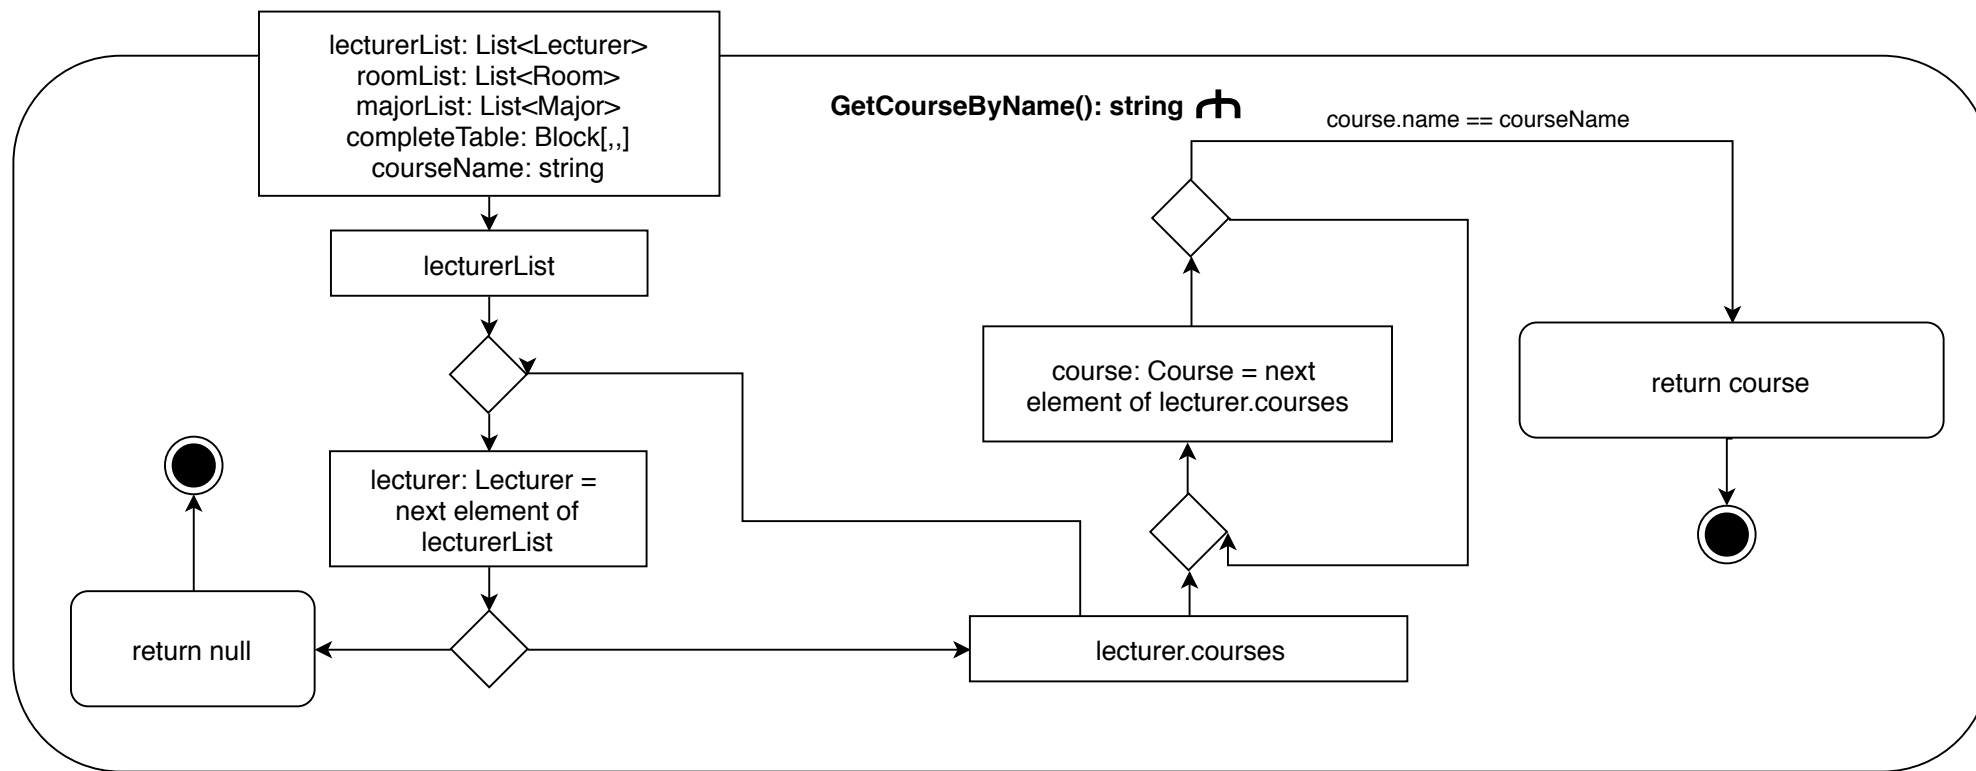 lecturerList: List<Lecturer>
roomList: List<Room>
majorList: List<Major>
completeTable: Block[,,]
courseName: string
GetCourseByName(): string
course.name == courseName
lecturerList
course: Course = next
element of lecturer.courses
return course
lecturer: Lecturer =
next element of
lecturerList
return null
lecturer.courses